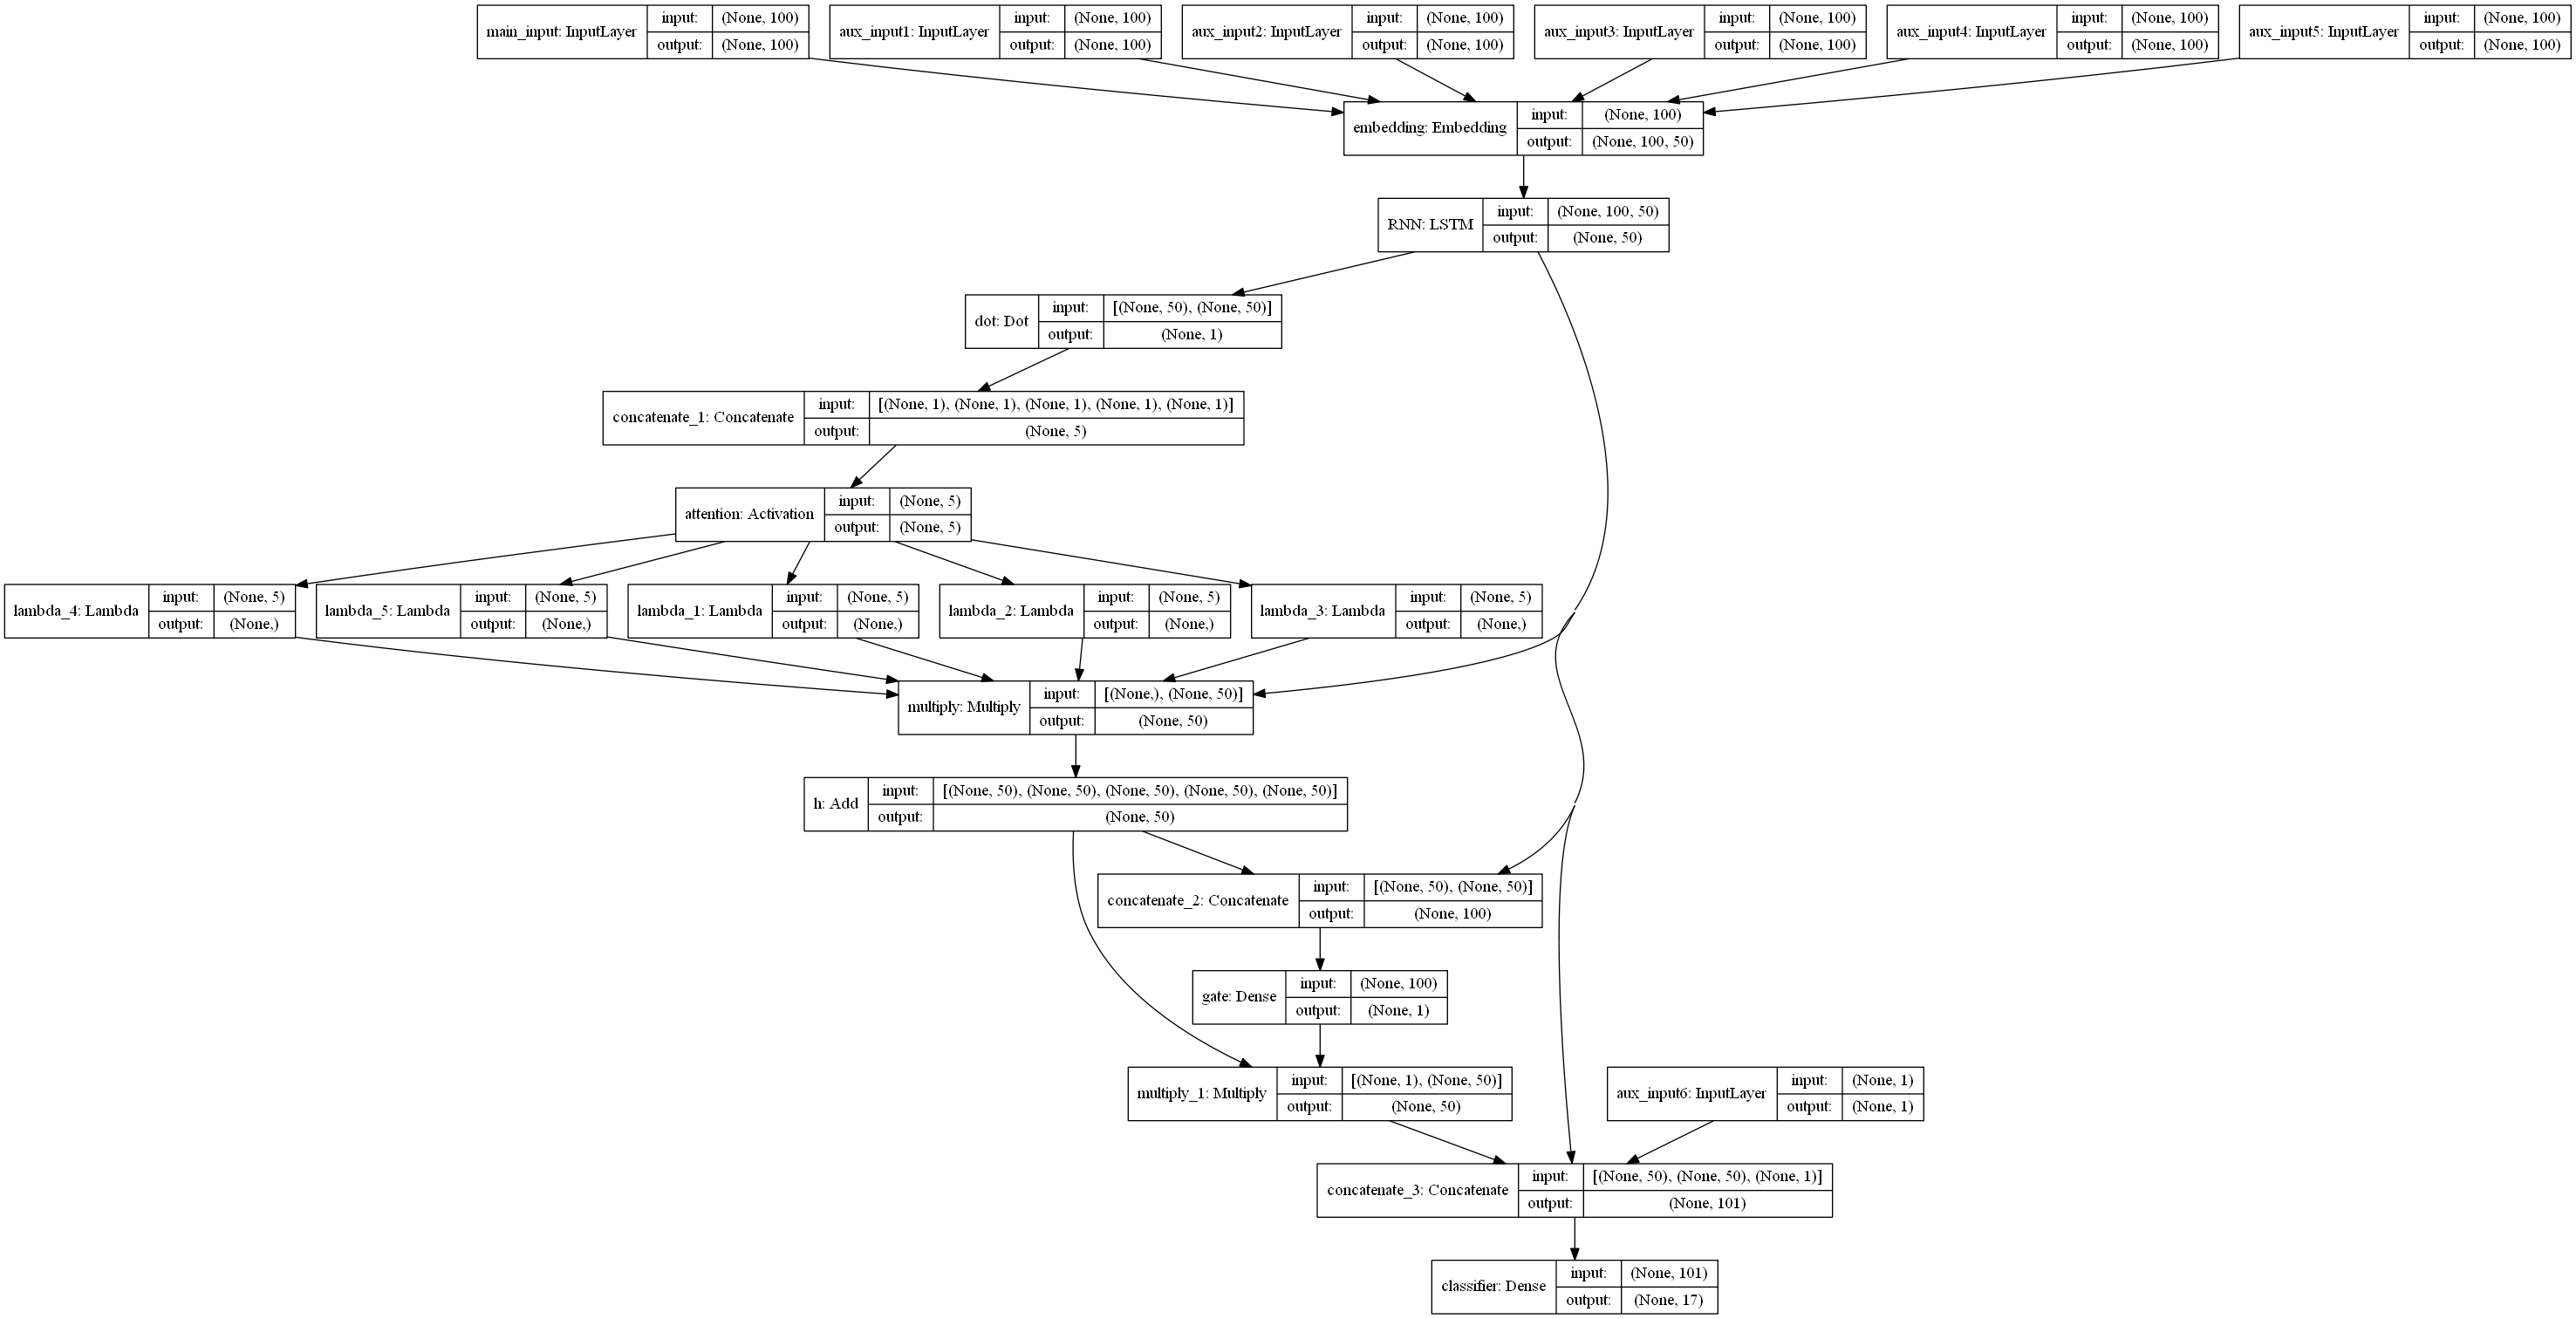 main_input: InputLayer
input:
(None, 100)
output:
(None, 100)
aux_input1: InputLayer
input:
(None, 100)
output:
(None, 100)
aux_input2: InputLayer
input:
(None, 100)
output:
(None, 100)
aux_input3: InputLayer
input:
(None, 100)
output:
(None, 100)
aux_input4: InputLayer
input:
(None, 100)
output:
(None, 100)
aux_input5: InputLayer
input:
(None, 100)
output:
(None, 100)
embedding: Embedding
input:
(None, 100)
output:
(None, 100, 50)
RNN: LSTM
input:
(None, 100, 50)
output:
(None, 50)
dot: Dot
input:
[(None, 50), (None, 50)]
output:
(None, 1)
concatenate_1: Concatenate
input:
[(None, 1), (None, 1), (None, 1), (None, 1), (None, 1)]
output:
(None, 5)
attention: Activation
input:
(None, 5)
output:
(None, 5)
lambda_4: Lambda
input:
(None, 5)
output:
(None,)
lambda_5: Lambda
input:
(None, 5)
output:
(None,)
lambda_1: Lambda
input:
(None, 5)
output:
(None,)
lambda_2: Lambda
input:
(None, 5)
output:
(None,)
lambda_3: Lambda
input:
(None, 5)
output:
(None,)
multiply: Multiply
input:
[(None,), (None, 50)]
output:
(None, 50)
h: Add
input:
[(None, 50), (None, 50), (None, 50), (None, 50), (None, 50)]
output:
(None, 50)
concatenate_2: Concatenate
input:
[(None, 50), (None, 50)]
output:
(None, 100)
gate: Dense
input:
(None, 100)
output:
(None, 1)
multiply_1: Multiply
input:
[(None, 1), (None, 50)]
output:
(None, 50)
aux_input6: InputLayer
input:
(None, 1)
output:
(None, 1)
concatenate_3: Concatenate
input:
[(None, 50), (None, 50), (None, 1)]
output:
(None, 101)
classifier: Dense
input:
(None, 101)
output:
(None, 17)